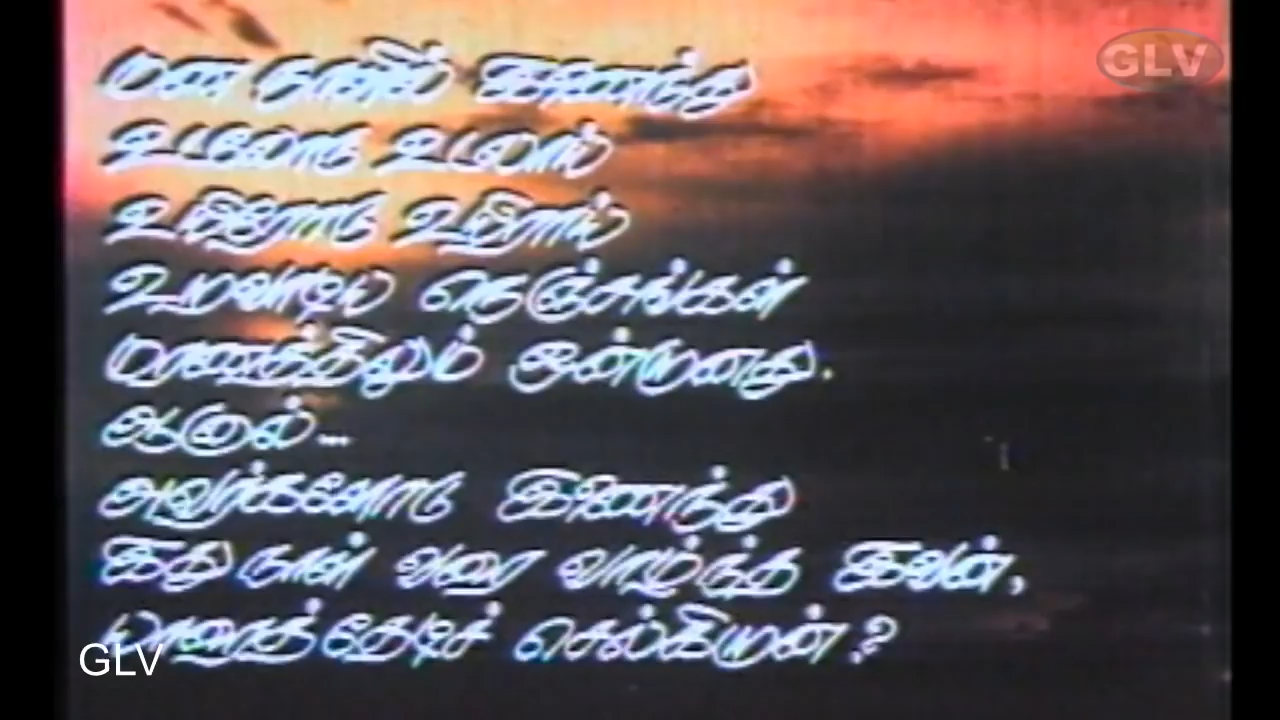 GLV
மன நாளில் இணைந்து
உடலோடு உடலாய்
உயிரோடு உயிராய்
உறவாடிய நெஞ்சங்கள்
மரணத்திலும் ஒன்றானது.
ஆனால்...
அவர்களோடு இணைந்து
இது நாள் வரை வாழ்ந்த இவன்,
யாரைத் தேடிச் செல்கிறான் ?
GLV